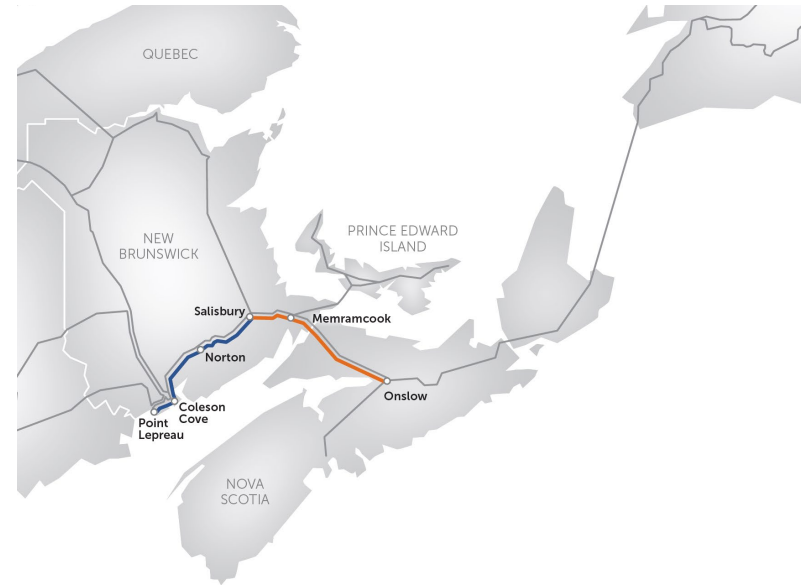 QUEBEC
NEW
BRUNSWICK
PRINCE EDWARD
ISLAND
Salisbury
Memramcook
Norton
Onslow
Coleson
Cove
Point
Lepreau
NOVA
SCOTIA